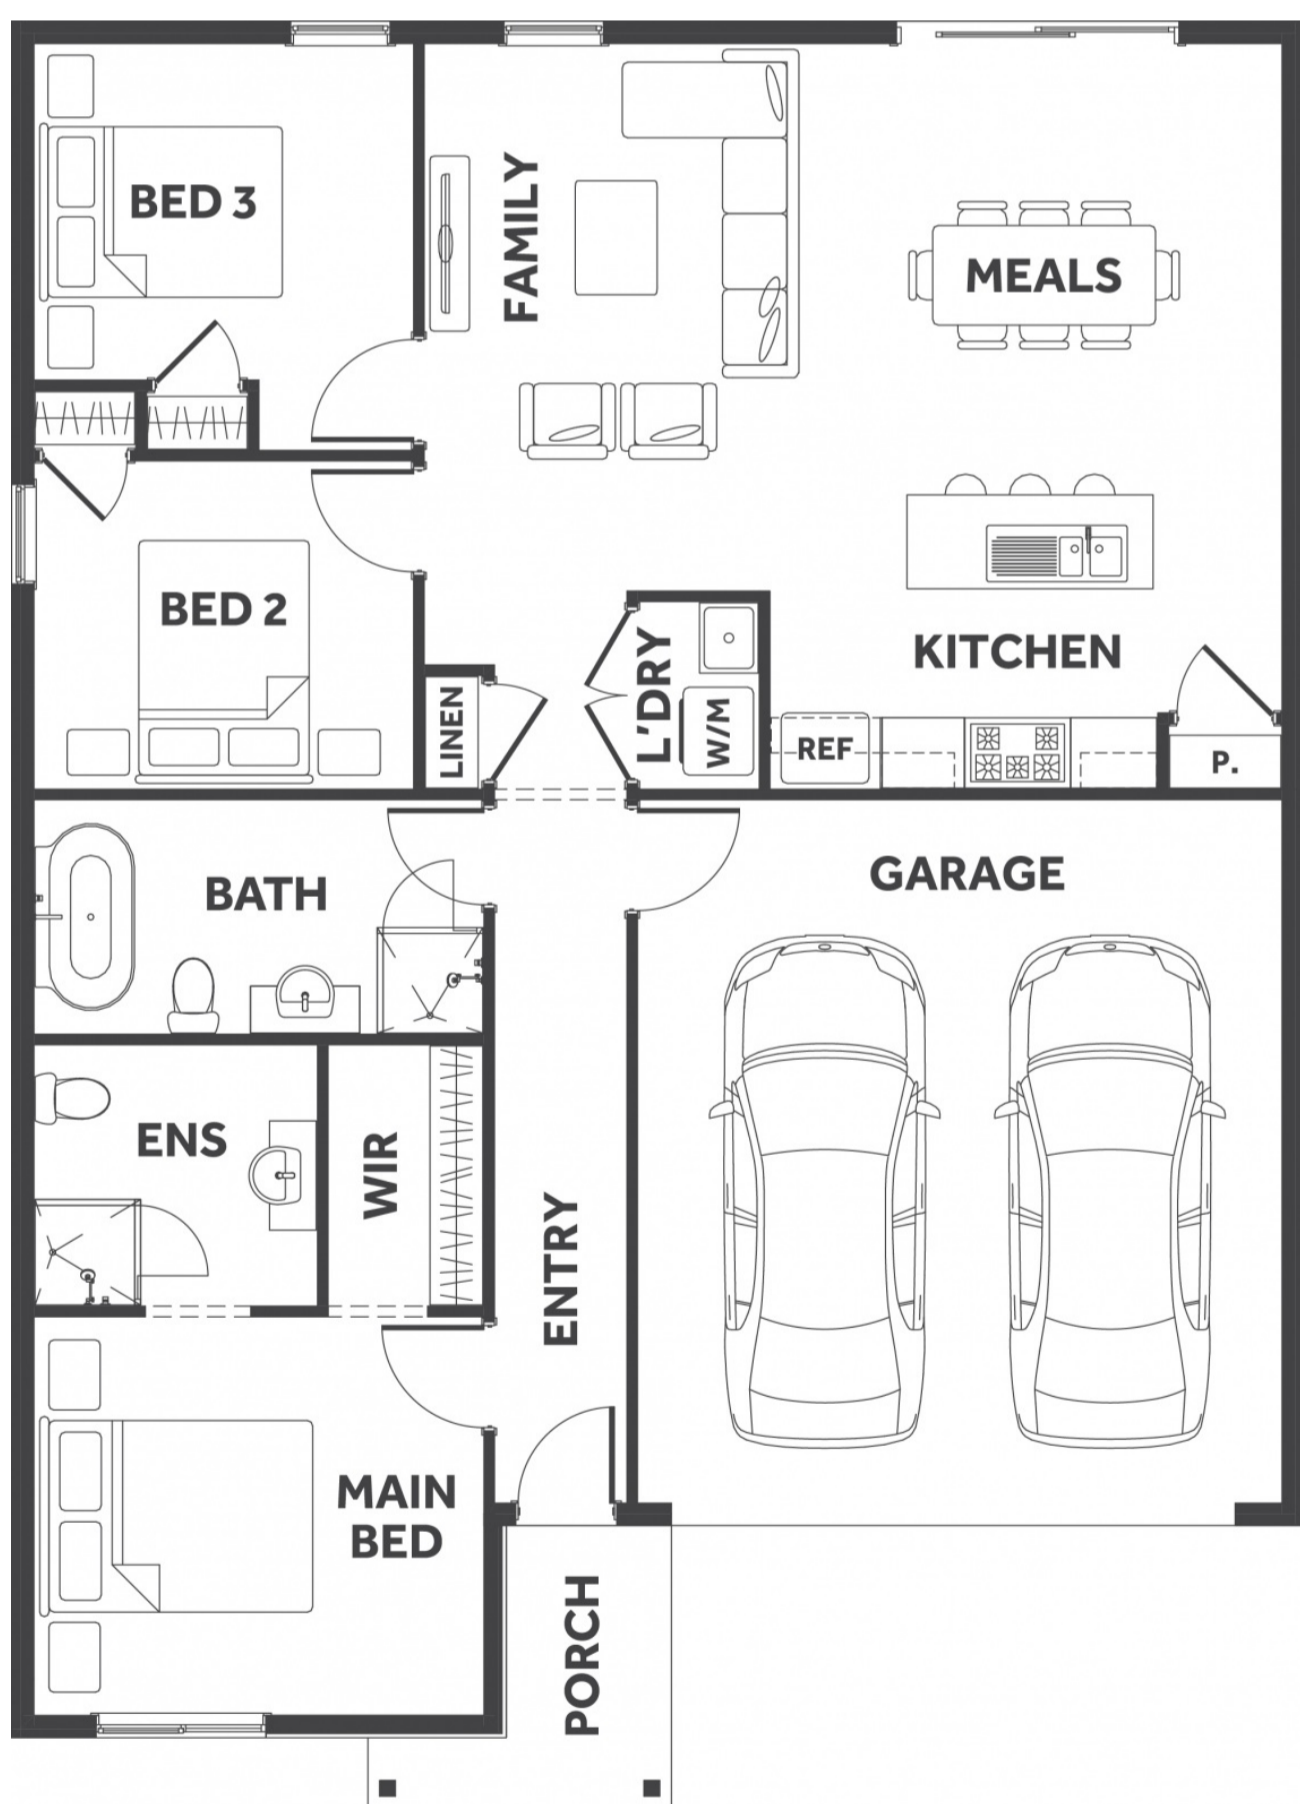 BED 3
FAMILY
MEALS
BED 2
KITCHEN
LINEN
L'DRY
W/M
REF
P.
BATH
GARAGE
ENS
WIR
ENTRY
MAIN
BED
PORCH